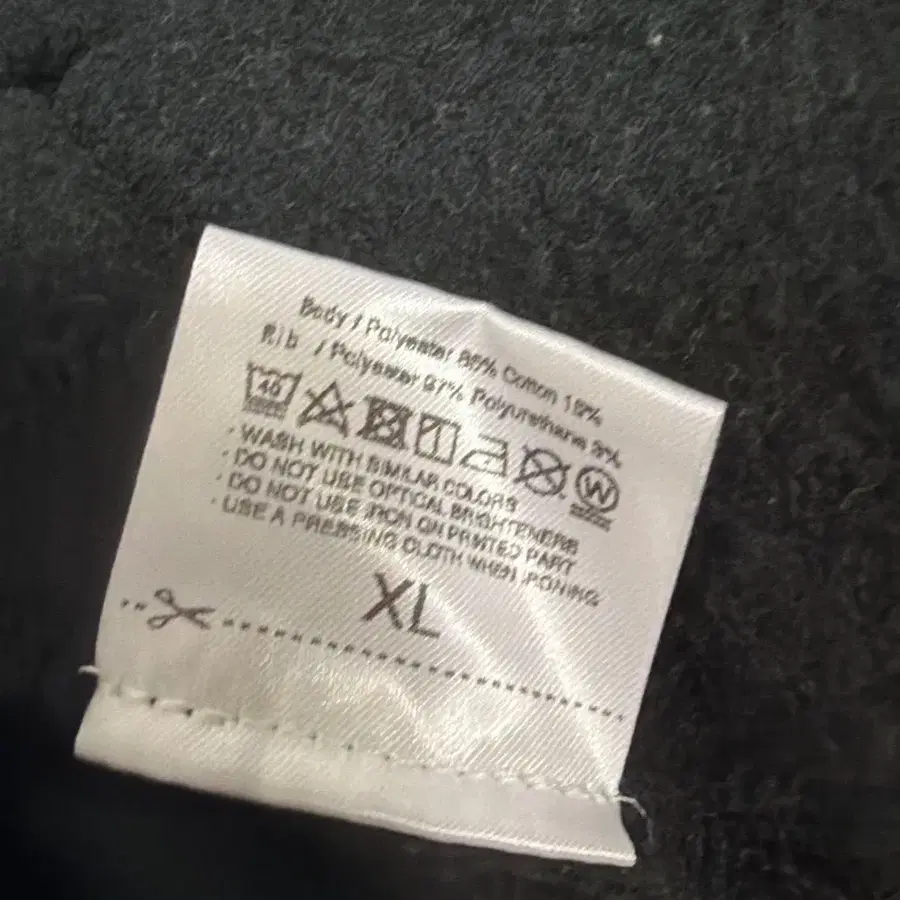 Body / Polyester 85% Cotton 15%
Rib / Polyester 97% Polyurethane 3%
40 W
· WASH WITH SIMILAR COLORS
· DO NOT USE OPTICAL BRIGHTENERS
· DO NOT USE IRON ON PRINTED PART
· USE A PRESSING CLOTH WHEN IRONING
XL